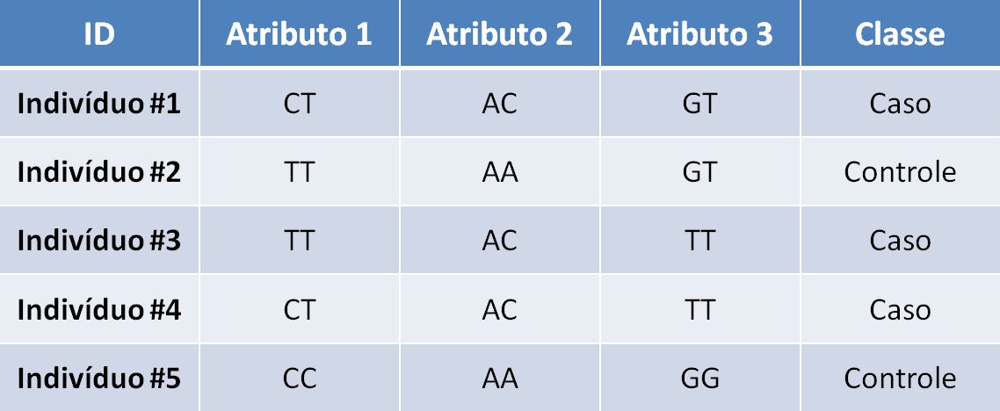 ID Atributo 1 Atributo 2 Atributo 3 Classe
Indivíduo #1 CT AC GT Caso
Indivíduo #2 TT AA GT Controle
Indivíduo #3 TT AC TT Caso
Indivíduo #4 CT AC TT Caso
Indivíduo #5 CC AA GG Controle